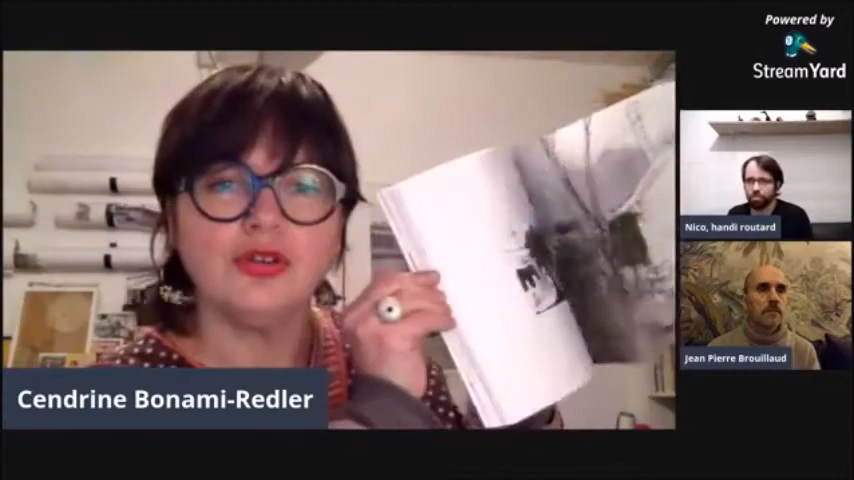 Powered by
StreamYard
Nico, handi routard
Jean Pierre Brouillaud
Cendrine Bonami-Redler